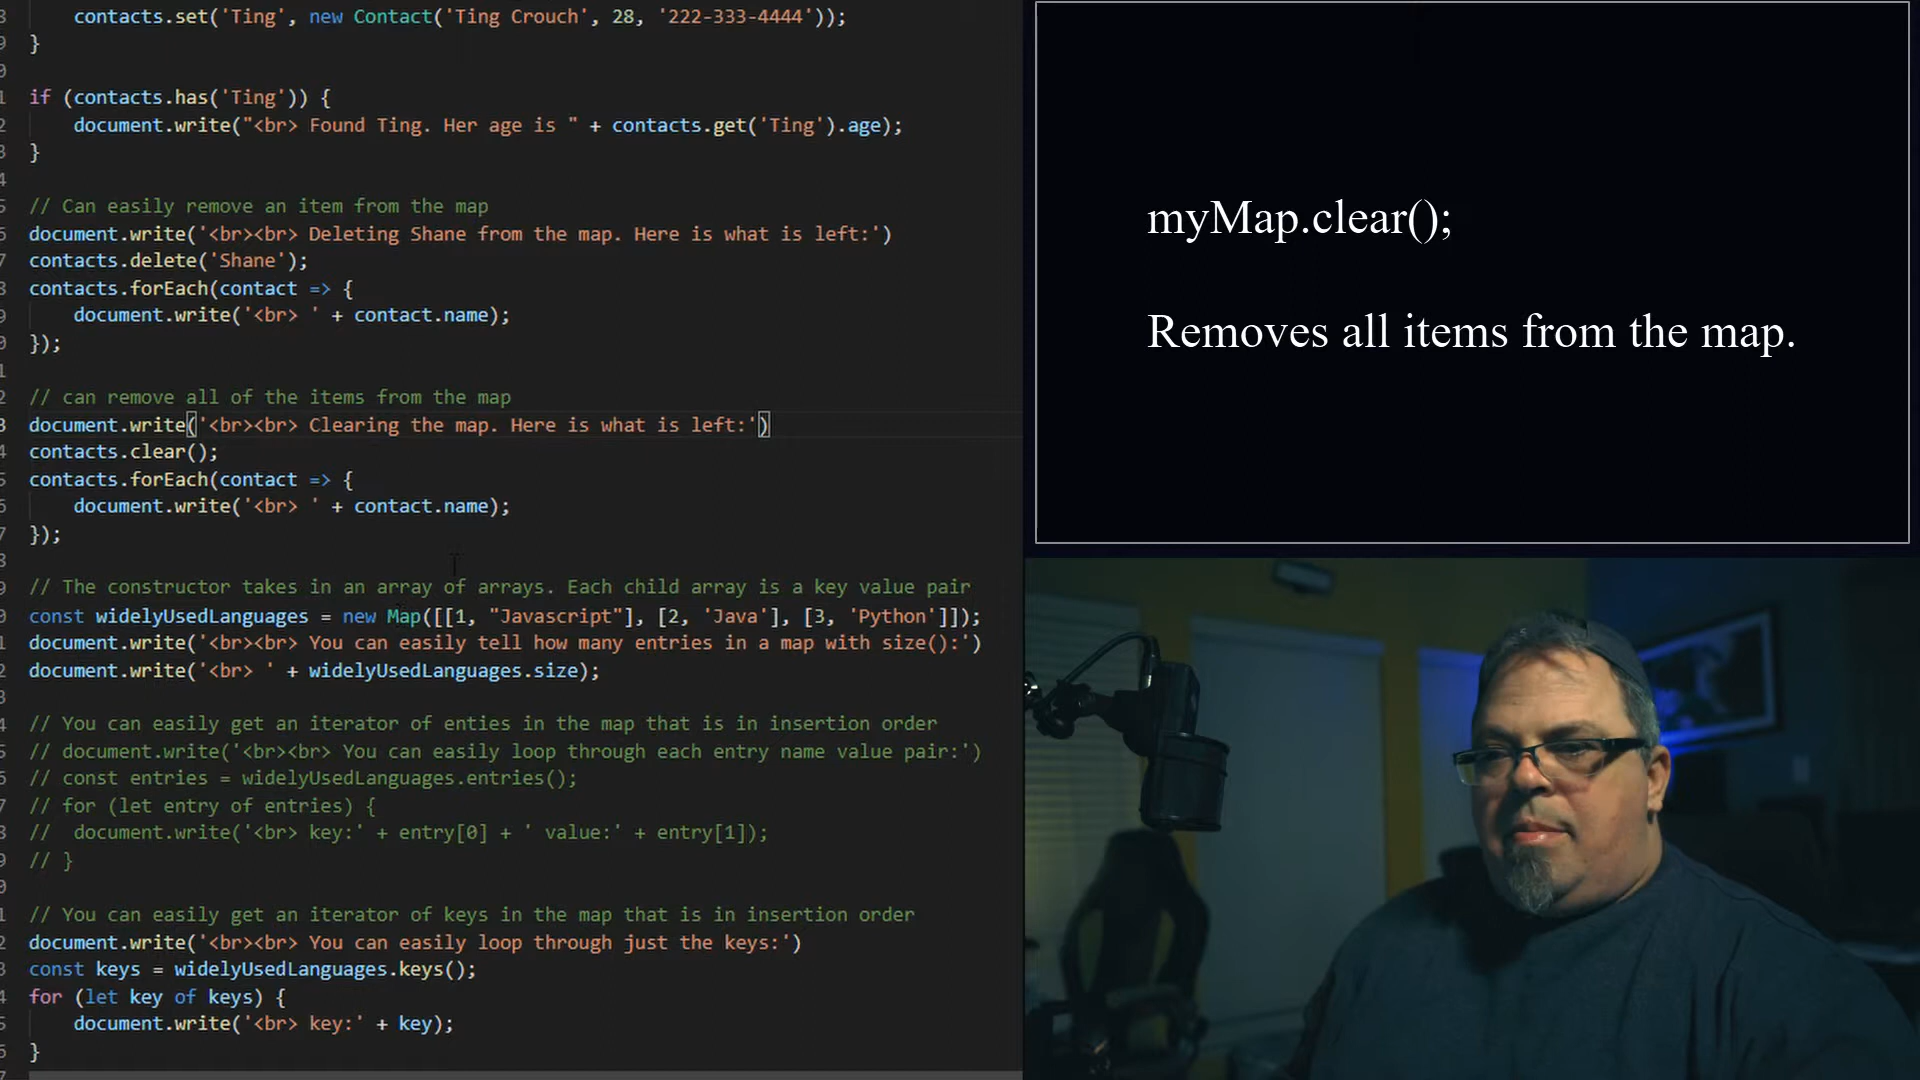 contacts.set('Ting', new Contact('Ting Crouch', 28, '222-333-4444'));
}
if (contacts.has('Ting')) {
document.write("<br> Found Ting. Her age is " + contacts.get('Ting').age);
}
// Can easily remove an item from the map
document.write('<br><br> Deleting Shane from the map. Here is what is left:')
contacts.delete('Shane');
contacts.forEach(contact => {
document.write('<br> ' + contact.name);
});
// can remove all of the items from the map
document.write('<br><br> Clearing the map. Here is what is left:')
contacts.clear();
contacts.forEach(contact => {
document.write('<br> ' + contact.name);
});
// The constructor takes in an array of arrays. Each child array is a key value pair
const widelyUsedLanguages = new Map([[1, "Javascript"], [2, 'Java'], [3, 'Python']]);
document.write('<br><br> You can easily tell how many entries in a map with size():')
document.write('<br> ' + widelyUsedLanguages.size);
// You can easily get an iterator of enties in the map that is in insertion order
// document.write('<br><br> You can easily loop through each entry name value pair:')
// const entries = widelyUsedLanguages.entries();
// for (let entry of entries) {
//  document.write('<br> key:' + entry[0] + ' value:' + entry[1]);
// }
// You can easily get an iterator of keys in the map that is in insertion order
document.write('<br><br> You can easily loop through just the keys:')
const keys = widelyUsedLanguages.keys();
for (let key of keys) {
document.write('<br> key:' + key);
}
myMap.clear();
Removes all items from the map.